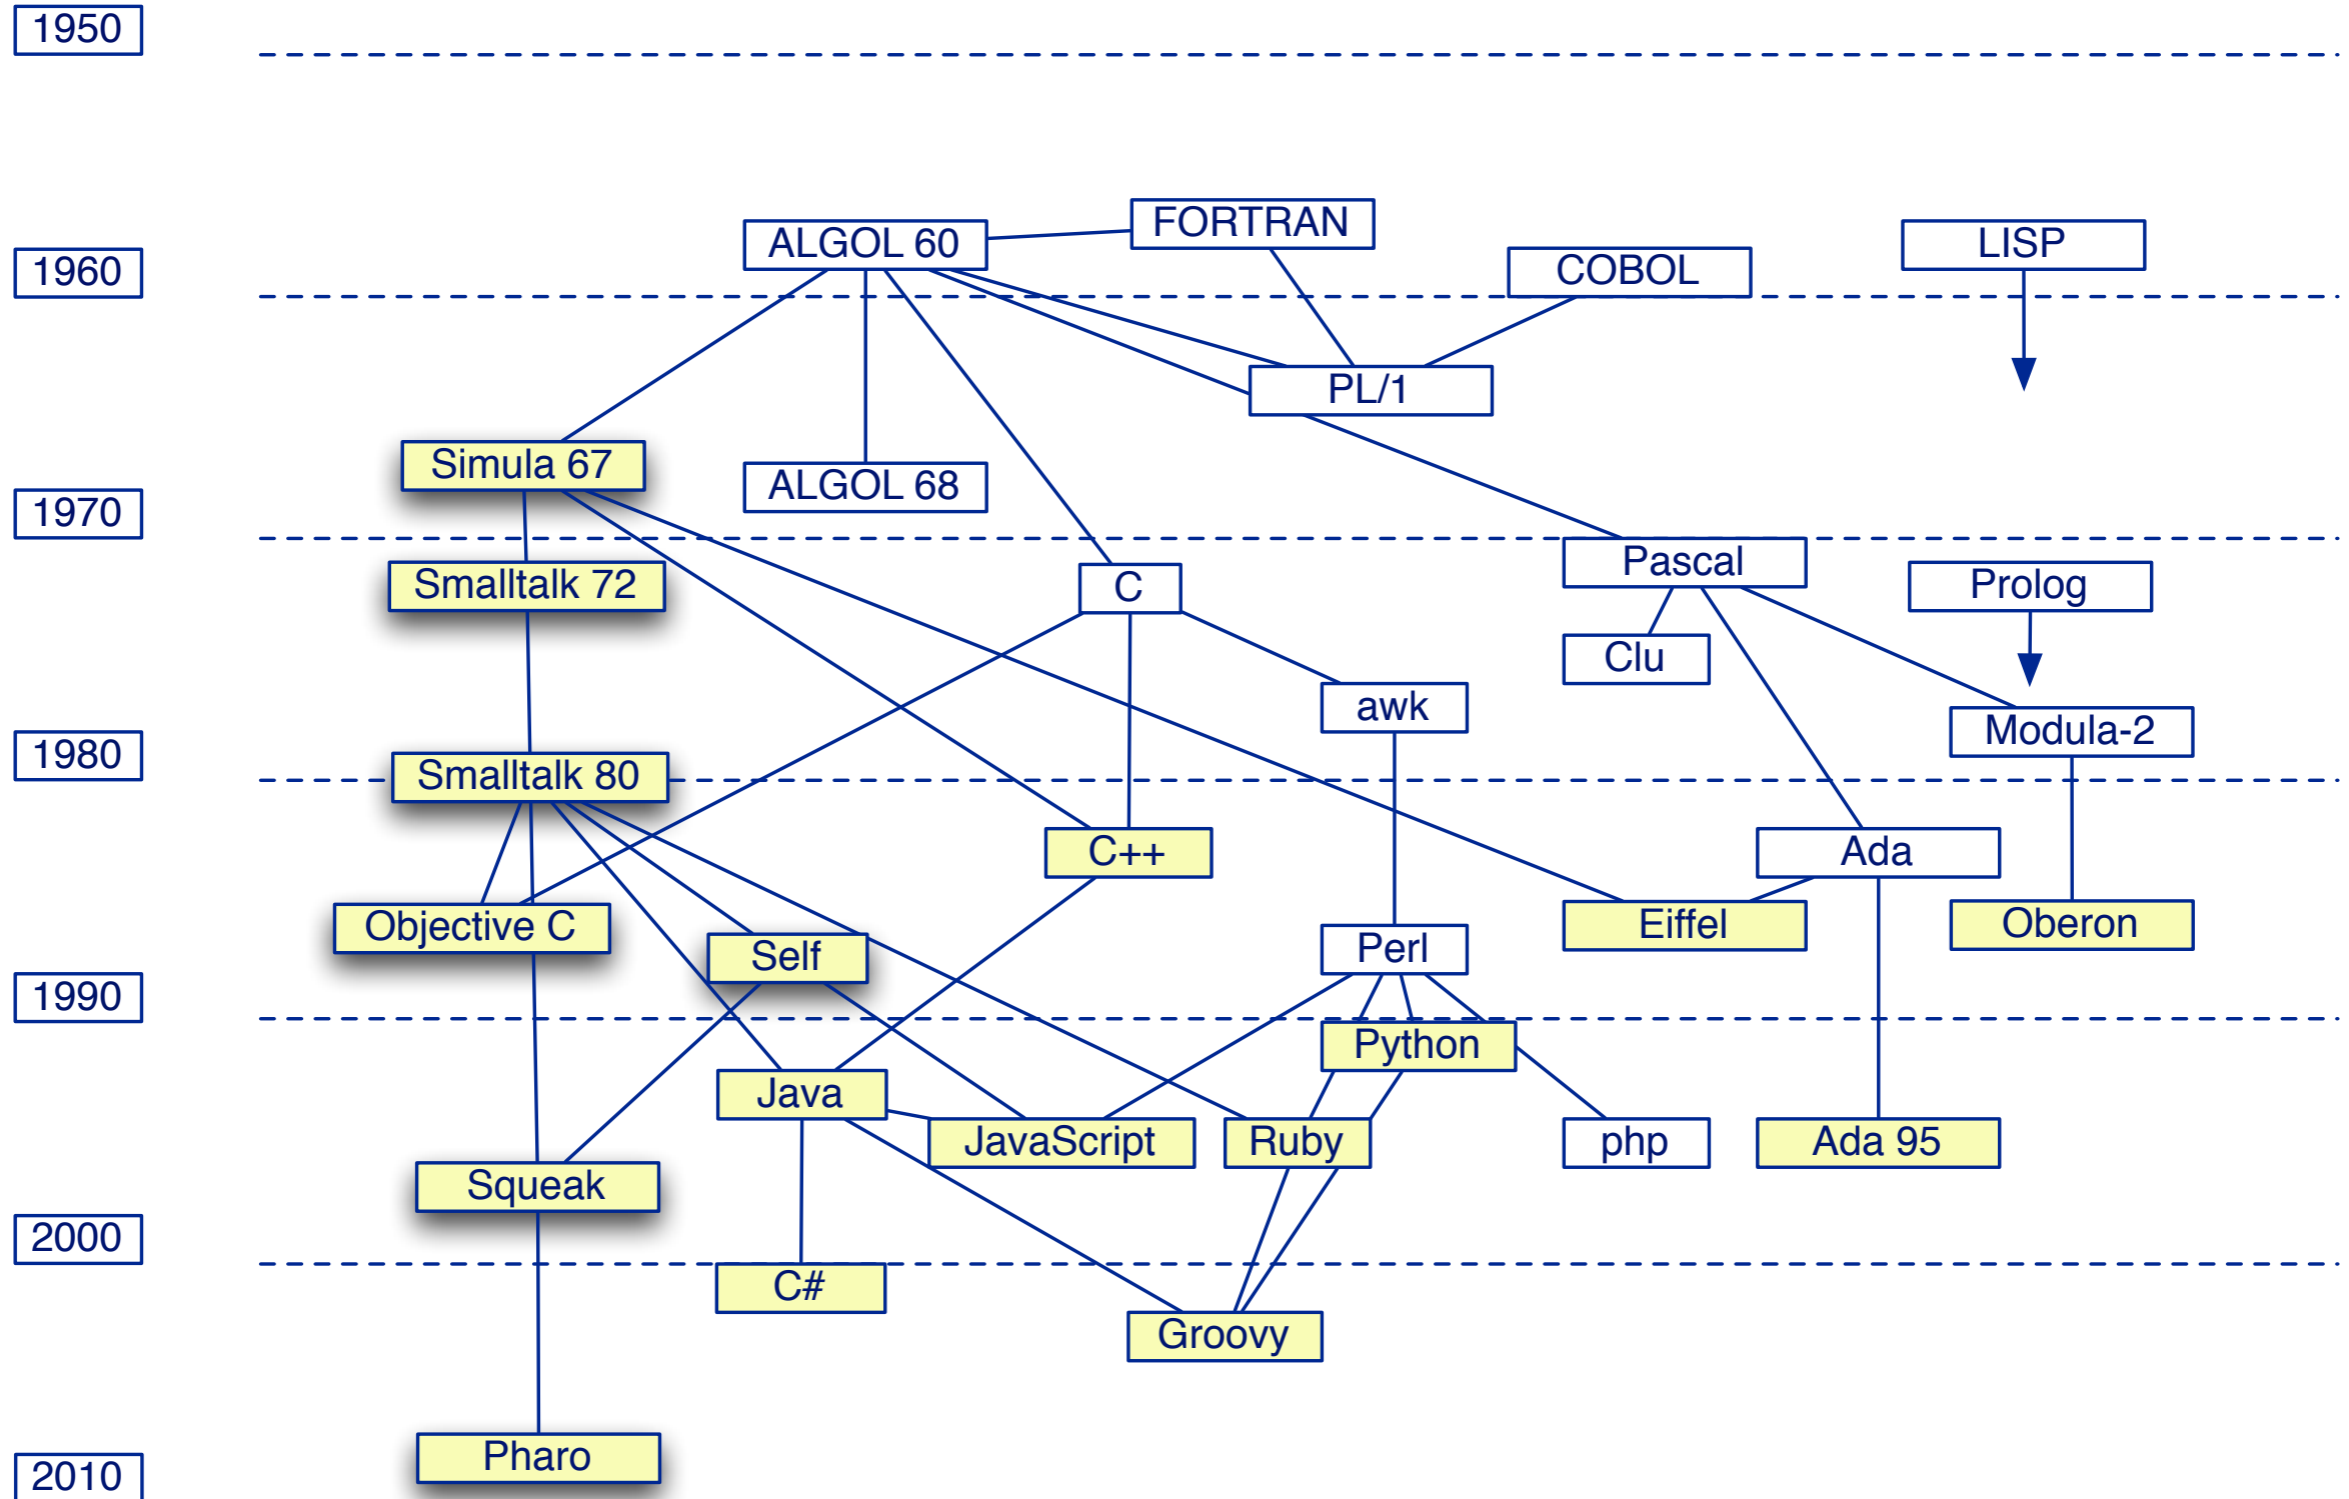 1950
FORTRAN
ALGOL 60
LISP
COBOL
1960
PL/1
Simula 67
ALGOL 68
1970
Pascal
Smalltalk 72
C
Prolog
Clu
awk
Modula-2
1980
Smalltalk 80
C++
Ada
Objective C
Eiffel
Oberon
Perl
Self
1990
Python
Java
JavaScript
Ruby
php
Ada 95
Squeak
2000
C#
Groovy
Pharo
2010